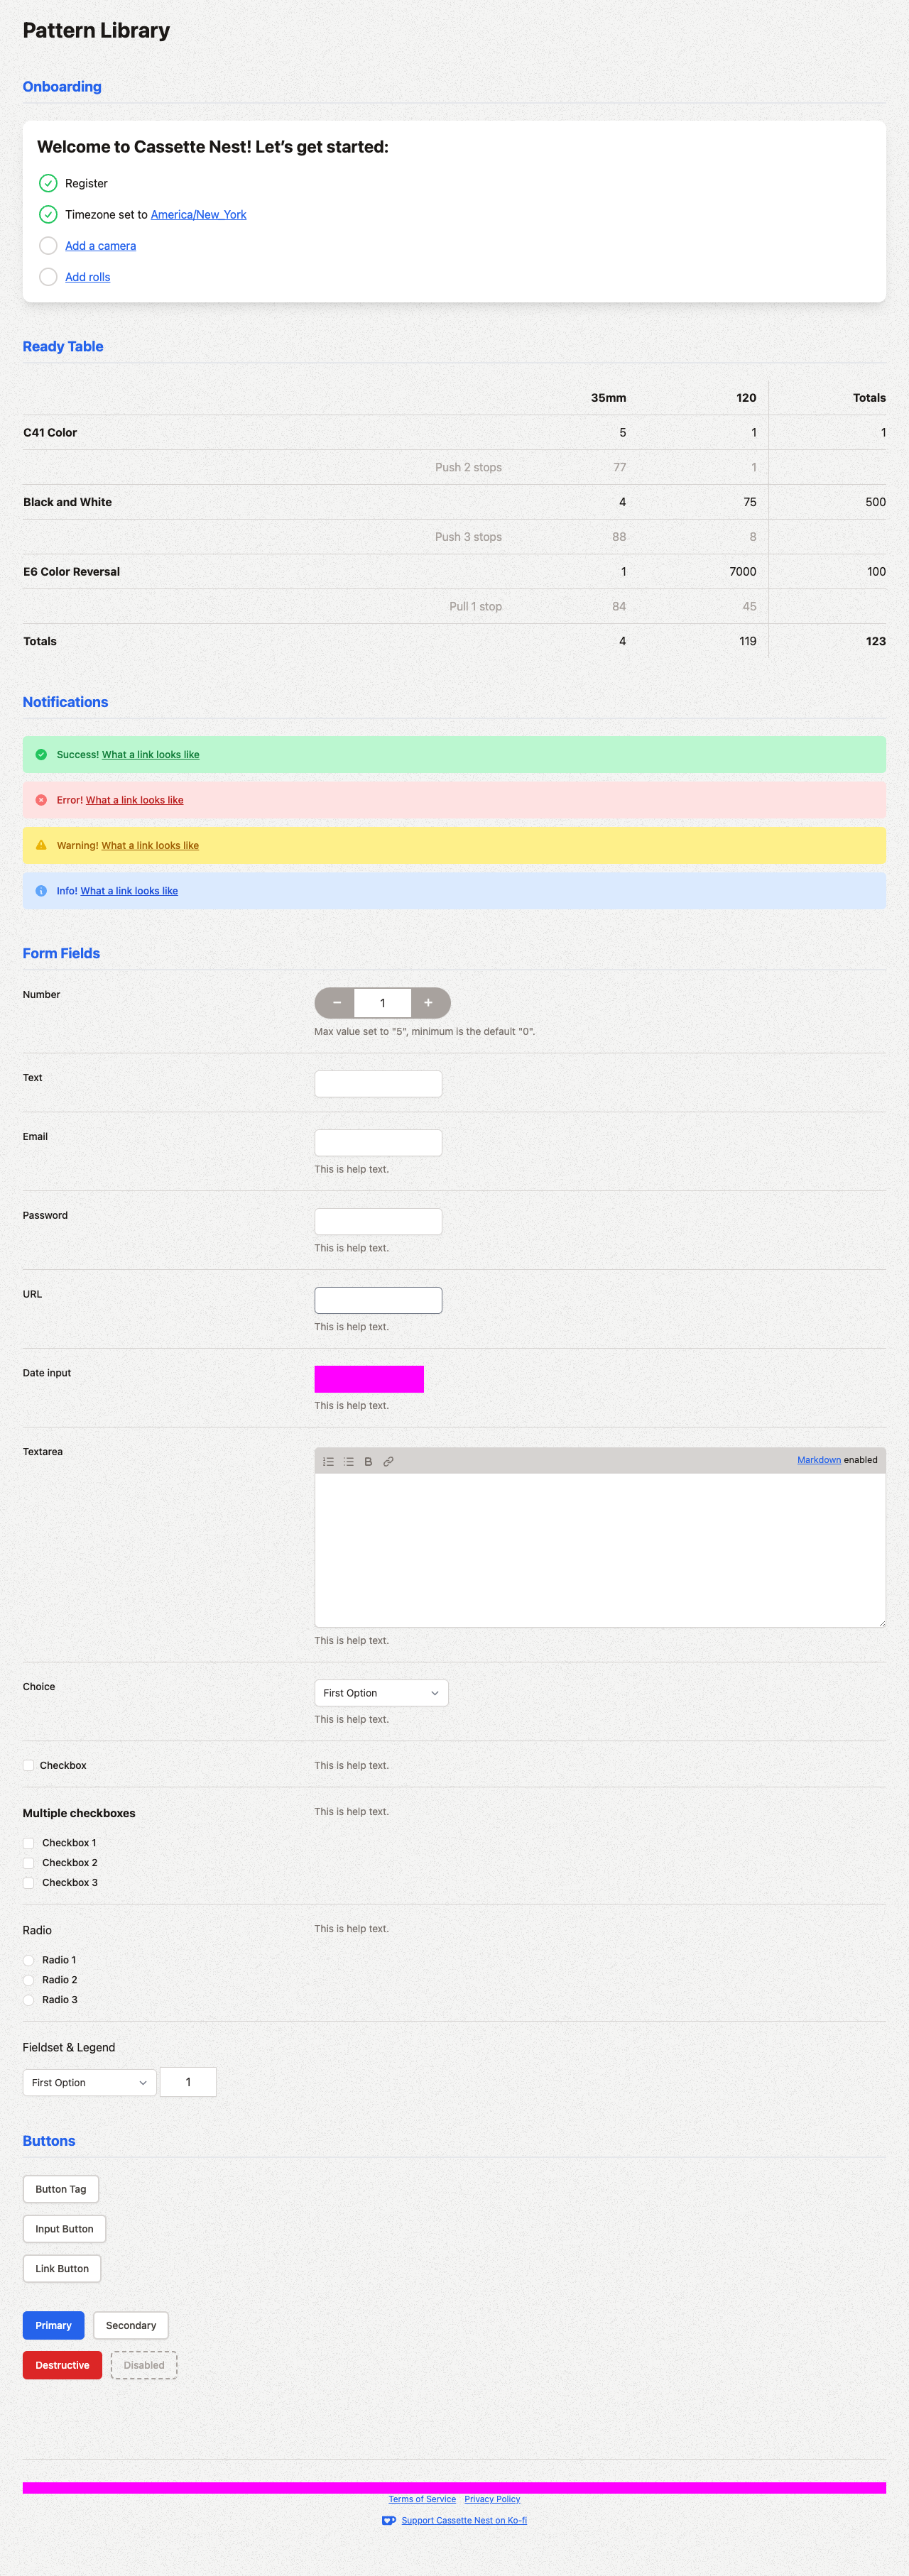 Pattern Library
Onboarding
Welcome to Cassette Nest! Let’s get started:
Register
Timezone set to America/New_York
Add a camera
Add rolls
Ready Table
35mm 120 Totals
C41 Color 5 1 1
Push 2 stops 77 1
Black and White 4 75 500
Push 3 stops 88 8
E6 Color Reversal 1 7000 100
Pull 1 stop 84 45
Totals 4 119 123
Notifications
Success! What a link looks like
Error! What a link looks like
Warning! What a link looks like
Info! What a link looks like
Form Fields
Number 1
Max value set to "5", minimum is the default "0".
Text
Email
This is help text.
Password
This is help text.
URL
This is help text.
Date input
This is help text.
Textarea
B Markdown enabled
This is help text.
Choice First Option
This is help text.
Checkbox This is help text.
Multiple checkboxes This is help text.
Checkbox 1
Checkbox 2
Checkbox 3
Radio This is help text.
Radio 1
Radio 2
Radio 3
Fieldset & Legend
First Option 1
Buttons
Button Tag
Input Button
Link Button
Primary Secondary
Destructive Disabled
Terms of Service Privacy Policy
Support Cassette Nest on Ko-fi